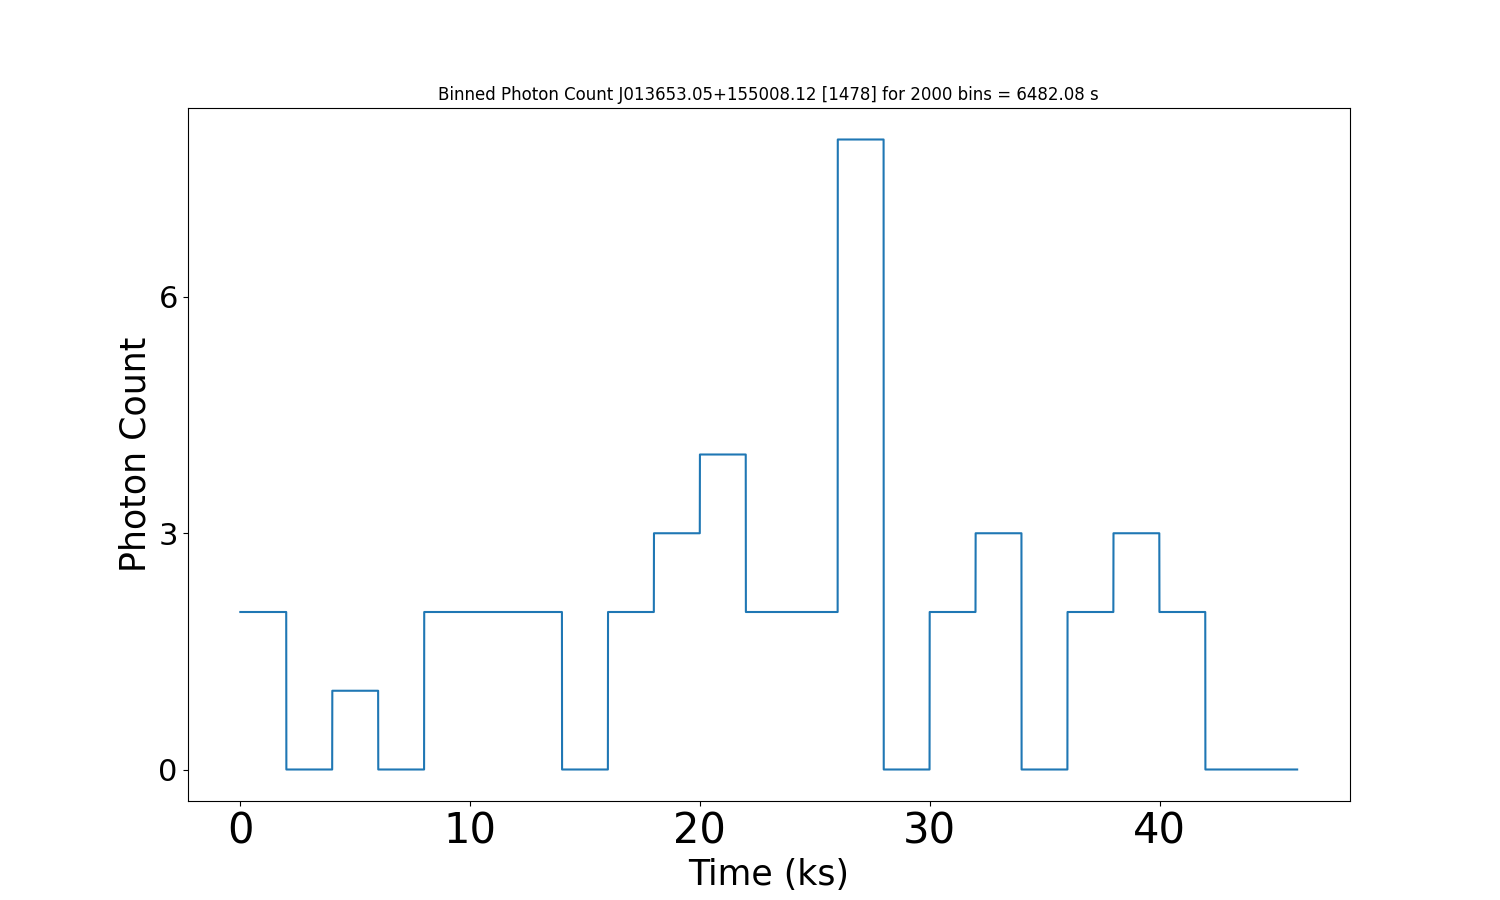 Binned Photon Count J013653.05+155008.12 [1478] for 2000 bins = 6482.08 s
6
3
0
Photon Count
0 10 20 30 40
Time (ks)